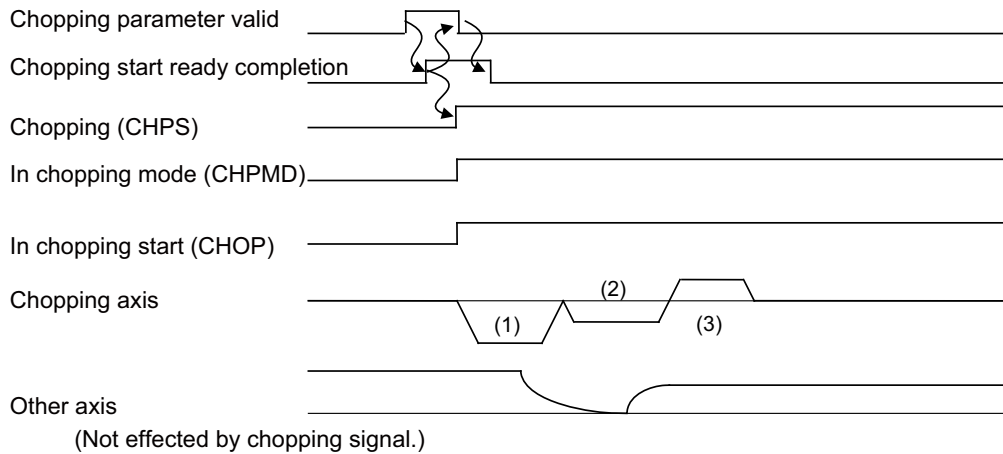 Chopping parameter valid
Chopping start ready completion
Chopping (CHPS)
In chopping mode (CHPMD)
In chopping start (CHOP)
Chopping axis
(1)
(2)
(3)
Other axis
(Not effected by chopping signal.)